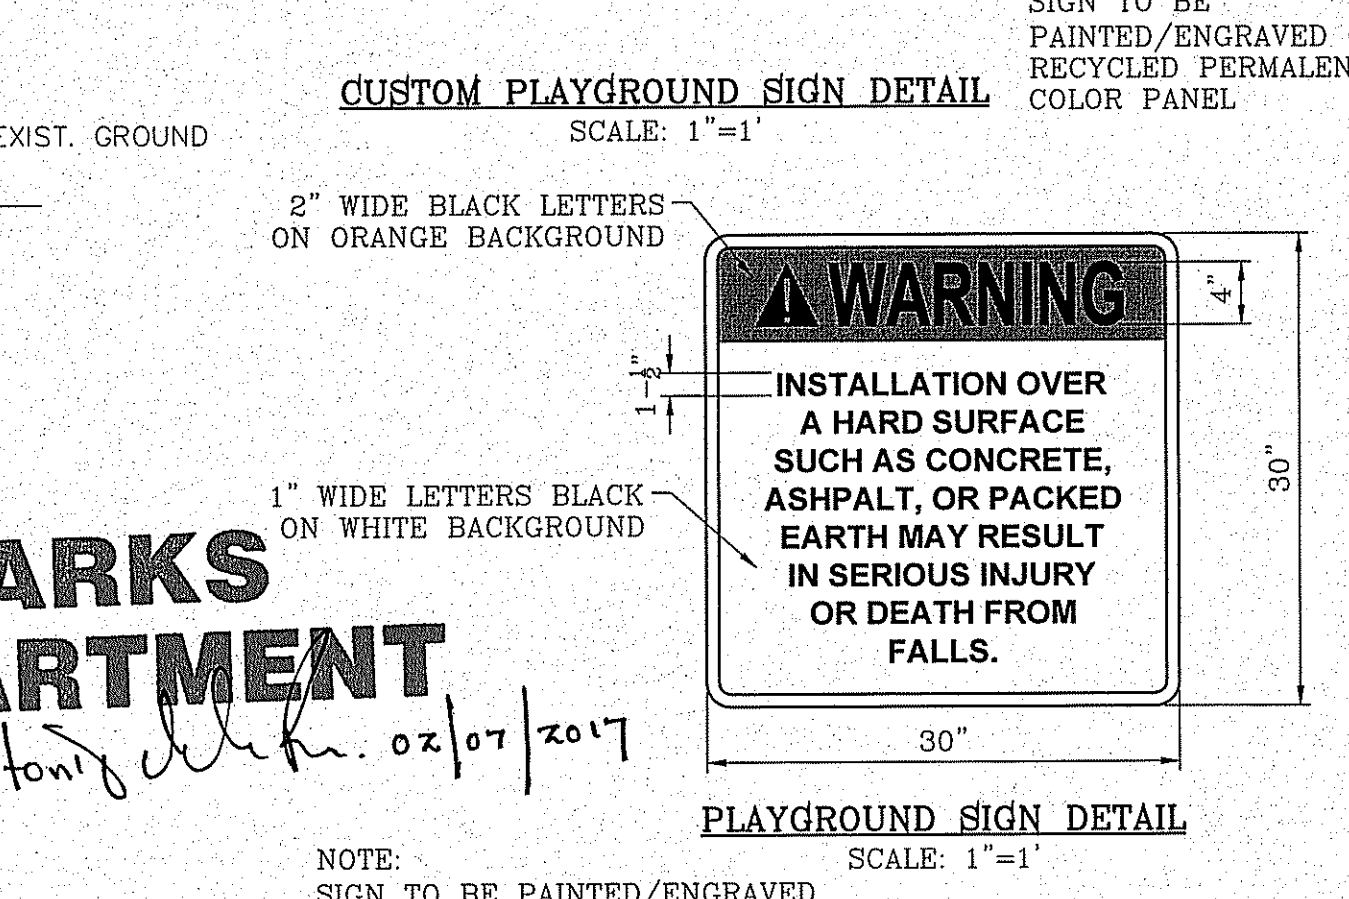 SIGN TO BE
PAINTED/ENGRAVED
RECYCLED PERMALEN
COLOR PANEL
CUSTOM PLAYGROUND SIGN DETAIL
SCALE: 1"=1'
EXIST. GROUND
2" WIDE BLACK LETTERS
ON ORANGE BACKGROUND
WARNING
4"
1-1/2"
INSTALLATION OVER
A HARD SURFACE
SUCH AS CONCRETE,
ASHPALT, OR PACKED
EARTH MAY RESULT
IN SERIOUS INJURY
OR DEATH FROM
FALLS.
30"
1" WIDE LETTERS BLACK
ON WHITE BACKGROUND
ARKS
ARTMENT
02/07/2017
30"
PLAYGROUND SIGN DETAIL
SCALE: 1"=1'
NOTE:
SIGN TO BE PAINTED/ENGRAVED